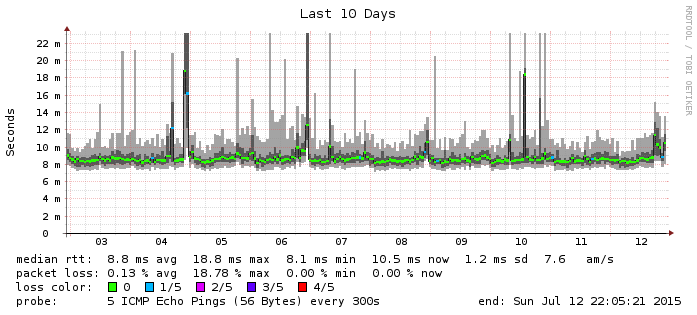 Last 10 Days
RRDTOOL / TOBI OETIKER
Seconds
22 m
20 m
18 m
16 m
14 m
12 m
10 m
8 m
6 m
4 m
2 m
0
03 04 05 06 07 08 09 10 11 12
median rtt: 8.8 ms avg 18.8 ms max 8.1 ms min 10.5 ms now 1.2 ms sd 7.6 am/s
packet loss: 0.13 % avg 18.78 % max 0.00 % min 0.00 % now
loss color: 0 1/5 2/5 3/5 4/5
probe: 5 ICMP Echo Pings (56 Bytes) every 300s end: Sun Jul 12 22:05:21 2015